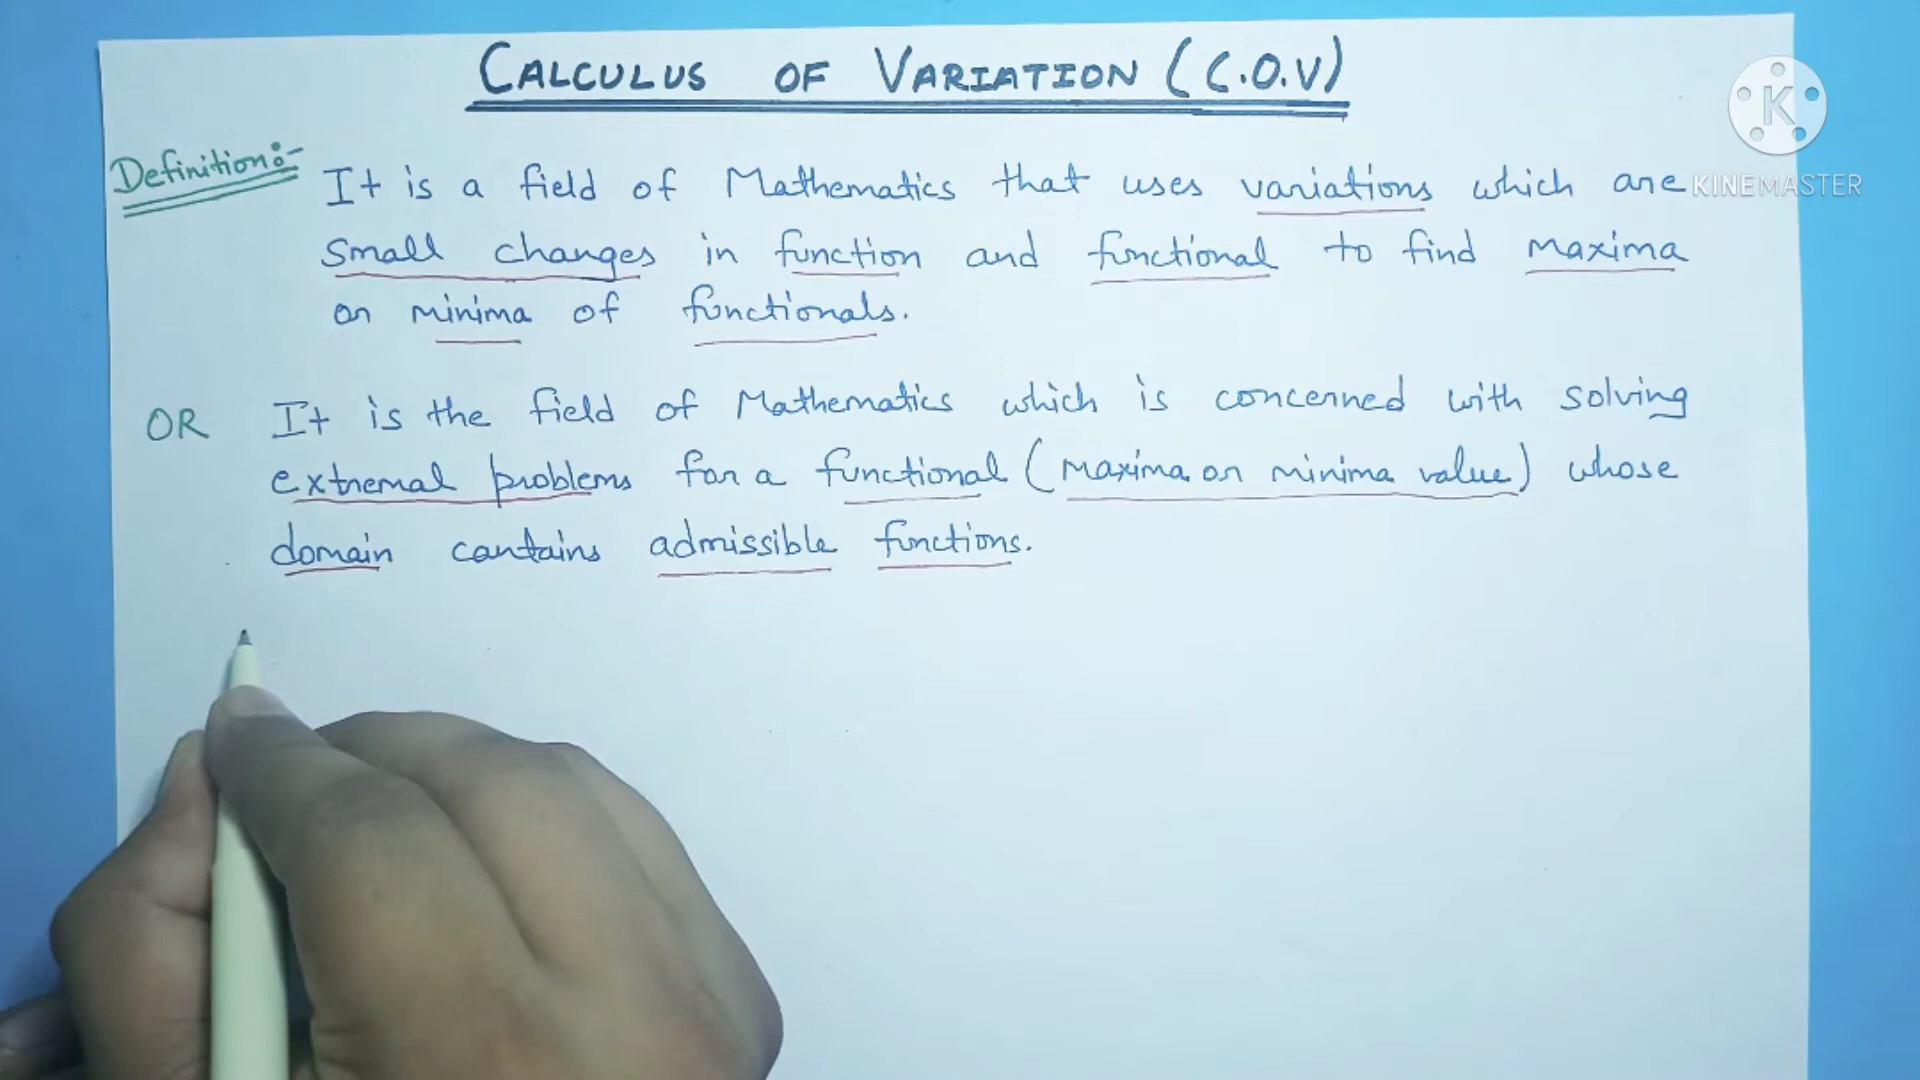 CALCULUS OF VARIATION (C.O.V)
Definition:- It is a field of Mathematics that uses variations which are
small changes in function and functional to find maxima
or minima of functionals.
OR It is the field of Mathematics which is concerned with solving
extremal problems for a functional (maxima or minima value) whose
domain contains admissible functions.
K
KINEMASTER